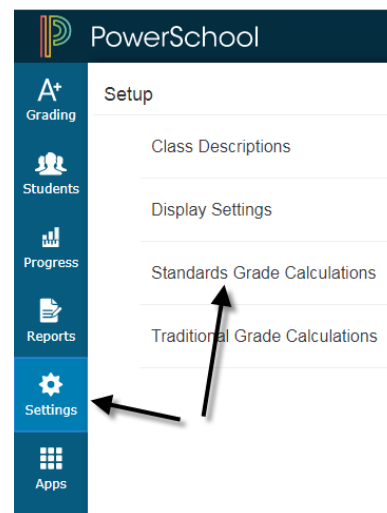 PowerSchool
A+
Grading
Students
Progress
Reports
Settings
Apps
Setup
Class Descriptions
Display Settings
Standards Grade Calculations
Traditional Grade Calculations